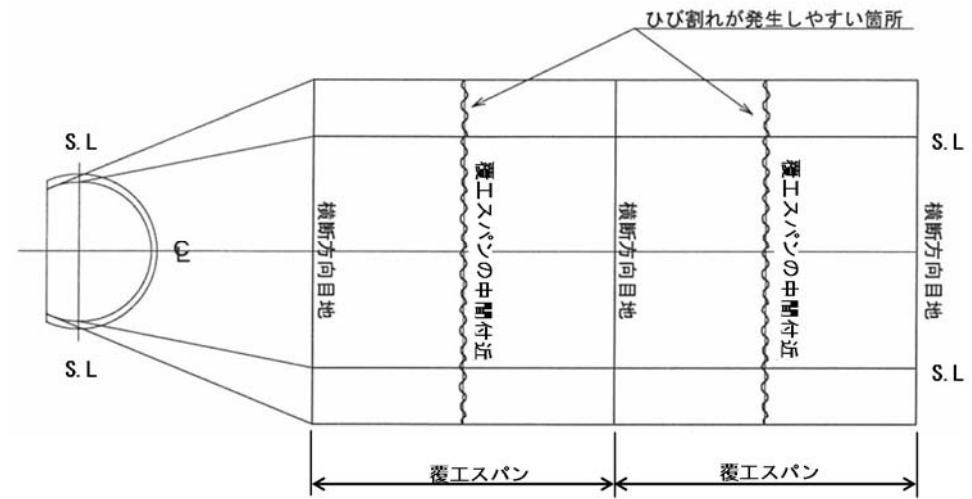 ひび割れが発生しやすい箇所
S.L
S.L
横断方向目地
覆工スパンの中間付近
横断方向目地
覆工スパンの中間付近
横断方向目地
CL
S.L
S.L
覆工スパン
覆工スパン